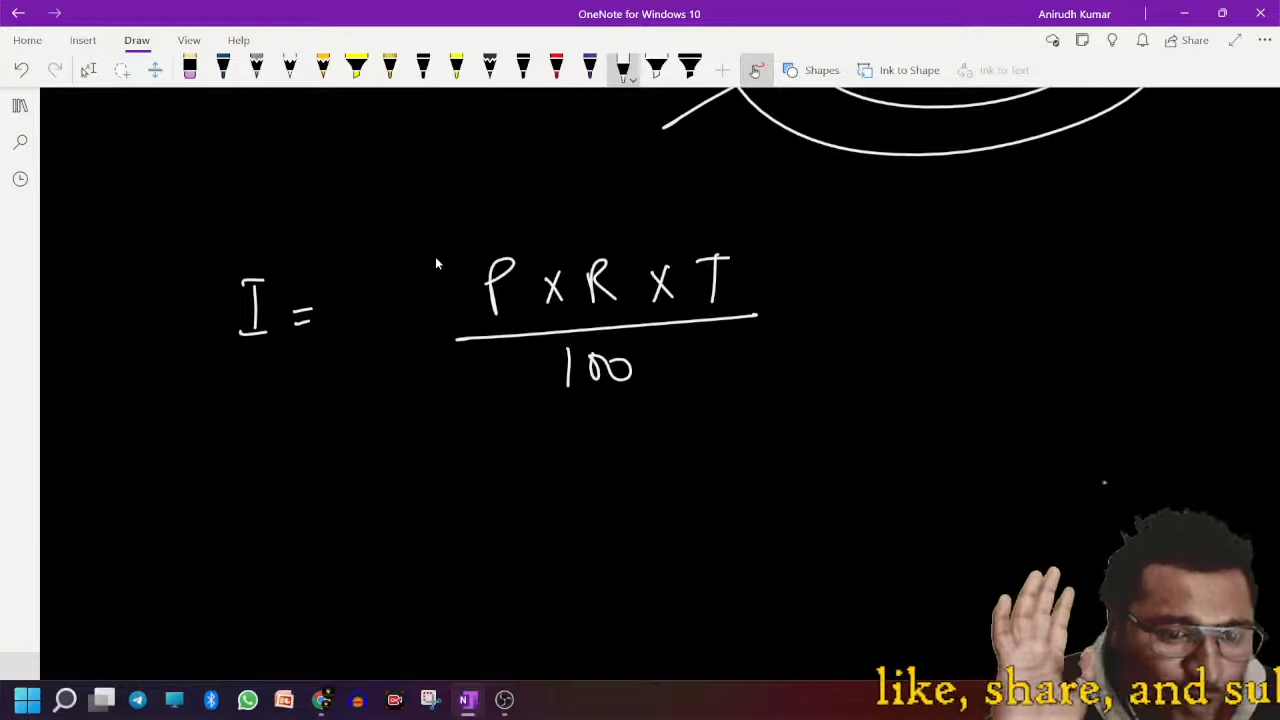 OneNote for Windows 10
Anirudh Kumar
Home Insert Draw View Help
Share
Shapes
Ink to Shape
Ink to Text
I = P x R x T
100
like, share, and su